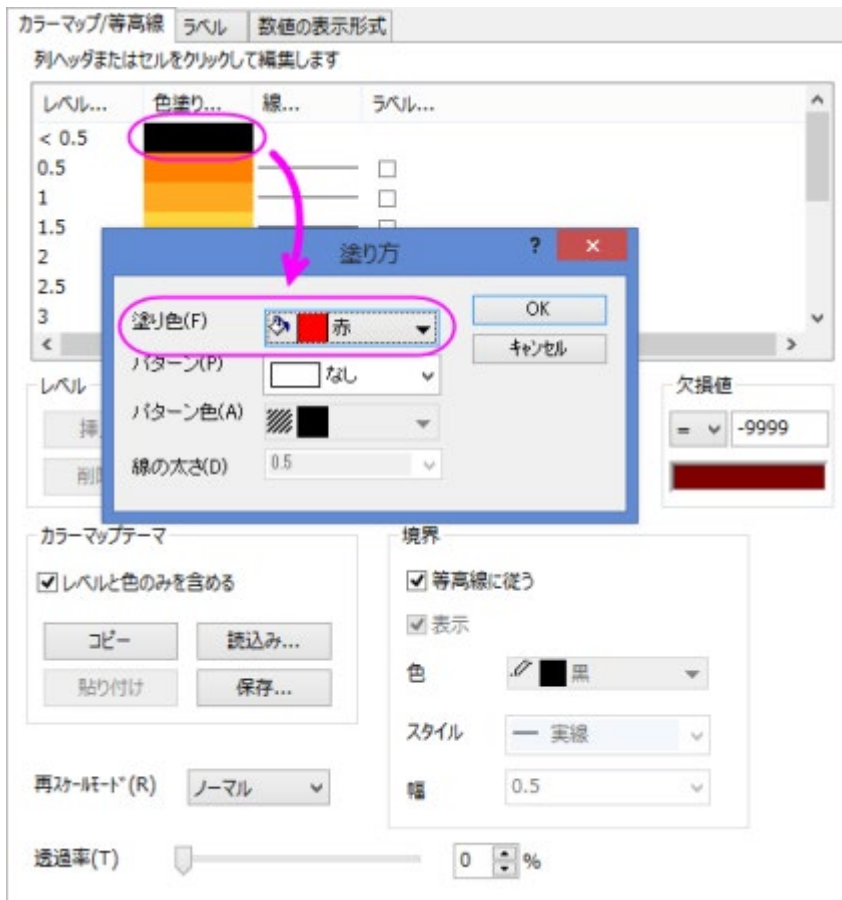 カラーマップ/等高線 ラベル 数値の表示形式
列ヘッダまたはセルをクリックして編集します
レベル... 色塗り... 線... ラベル...
< 0.5
0.5
1
1.5
2
2.5
3
塗り方 ?
塗り色(F) 赤
OK
パターン(P) なし
キャンセル
パターン色(A)
線の太さ(D) 0.5
レベル
欠損値
= -9999
カラーマップテーマ
レベルと色のみを含める
コピー 読込み...
貼り付け 保存...
境界
等高線に従う
表示
色 黒
スタイル 実線
幅 0.5
再スケールモード(R) ノーマル
透過率(T) 0 %